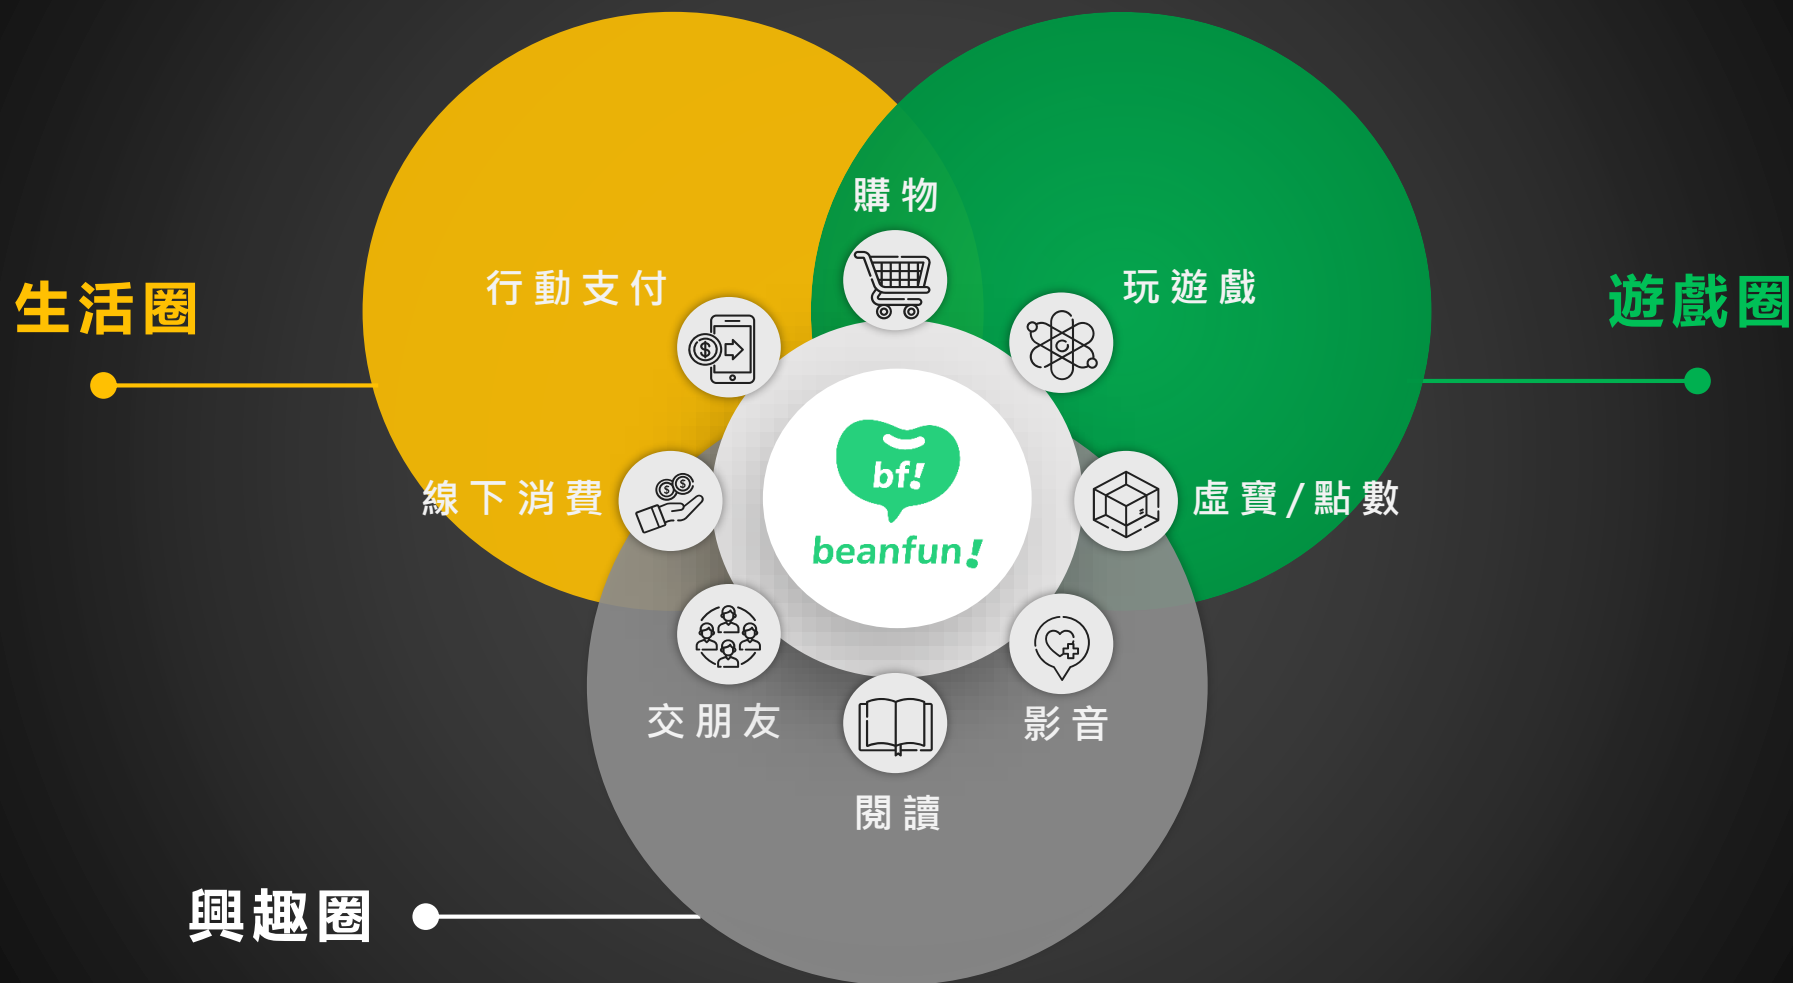 購物
行動支付
玩遊戲
生活圈
遊戲圈
線下消費
虛寶/點數
bf!
beanfun!
交朋友
影音
閱讀
興趣圈